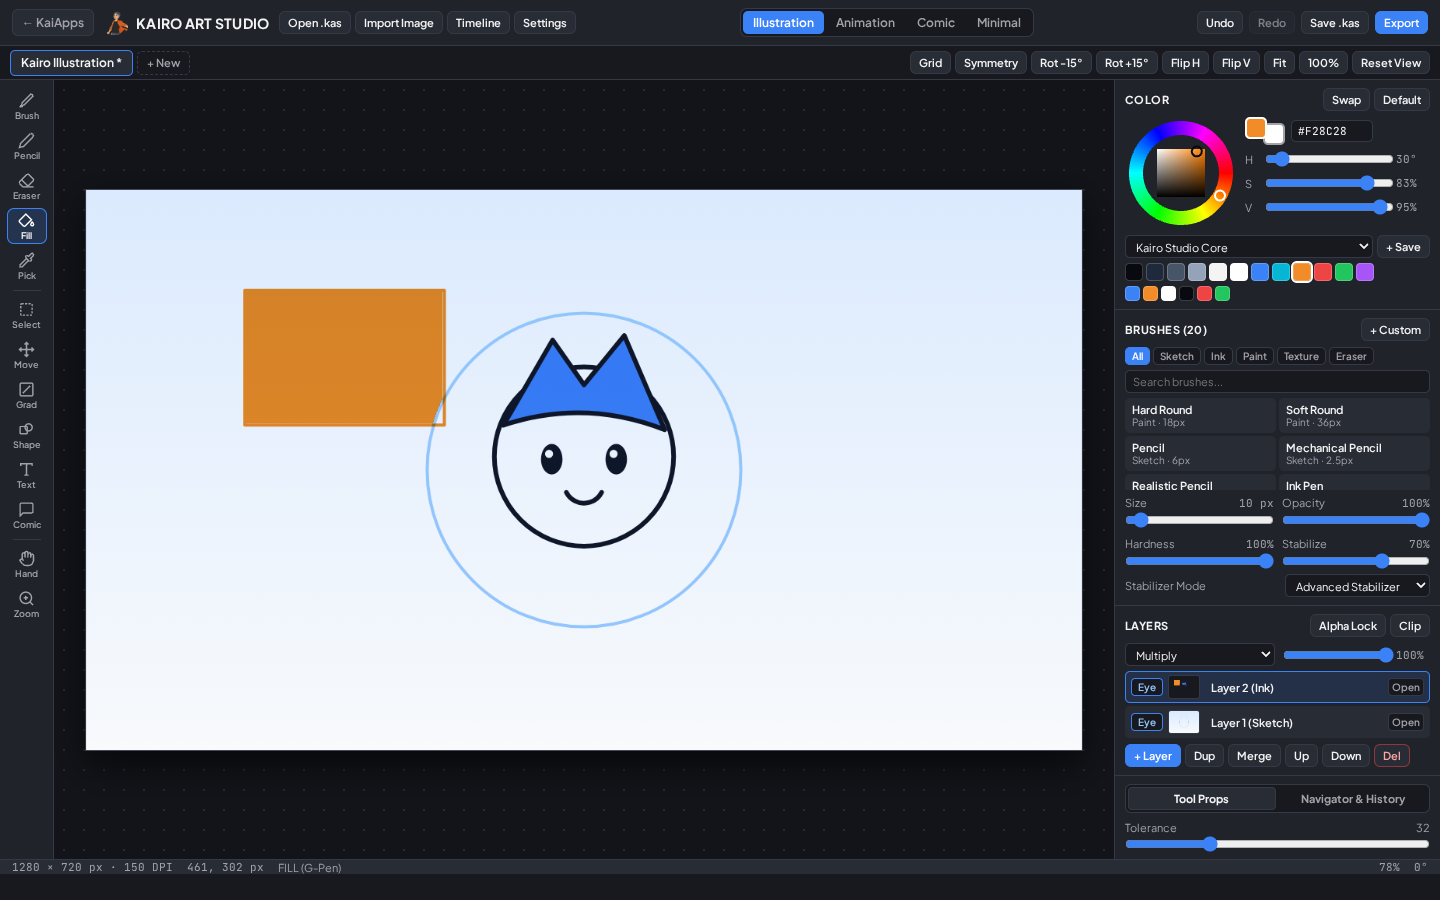 ← KaiApps
KAIRO ART STUDIO
Open .kas
Import Image
Timeline
Settings
Illustration
Animation
Comic
Minimal
Undo
Redo
Save .kas
Export
Kairo Illustration *
+ New
Grid
Symmetry
Rot -15°
Rot +15°
Flip H
Flip V
Fit
100%
Reset View
Brush
Pencil
Eraser
Fill
Pick
Select
Move
Grad
Shape
Text
Comic
Hand
Zoom
COLOR
Swap
Default
#F28C28
H 30°
S 83%
V 95%
Kairo Studio Core
+ Save
BRUSHES (20)
+ Custom
All
Sketch
Ink
Paint
Texture
Eraser
Search brushes...
Hard Round
Paint · 18px
Soft Round
Paint · 36px
Pencil
Sketch · 6px
Mechanical Pencil
Sketch · 2.5px
Realistic Pencil
Ink Pen
Size 10 px
Opacity 100%
Hardness 100%
Stabilize 70%
Stabilizer Mode
Advanced Stabilizer
LAYERS
Alpha Lock
Clip
Multiply
100%
Eye
Layer 2 (Ink)
Open
Eye
Layer 1 (Sketch)
Open
+ Layer
Dup
Merge
Up
Down
Del
Tool Props
Navigator & History
Tolerance 32
1280 × 720 px · 150 DPI
461, 302 px
FILL (G-Pen)
78%
0°